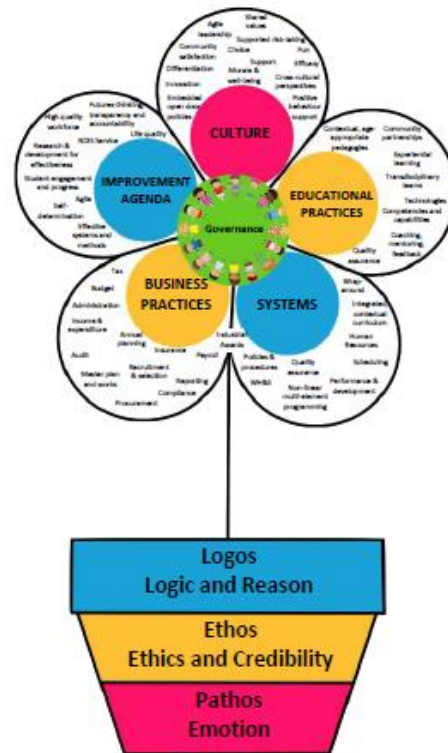 Agile
leadership
Shared
values
Supported risk-taking
Fun
Community
satisfaction
Choice
Support
Efficacy
Differentiation
Morale &
well-being
Cross-cultural
perspectives
Innovation
Embedded
open door
policies
Positive
behaviour
support
CULTURE
Futures thinking,
transparency and
accountability
High quality
workforce
NDIS Service
Life quality
Research &
development for
effectiveness
Student engagement
and progress
Agile
Self-
determination
Effective
systems and
methods
IMPROVEMENT
AGENDA
Contextual, age-
appropriate
pedagogies
Community
partnerships
Experiential
learning
Transdisciplinary
teams
Technologies
Competencies and
capabilities
Coaching,
mentoring,
feedback
Quality
assurance
EDUCATIONAL
PRACTICES
Governance
Tax
Budget
Administration
Income &
expenditure
Annual
planning
Audit
Insurance
Industrial
Awards
Payroll
Master plan
and works
Recruitment
& selection
Reporting
Compliance
Procurement
BUSINESS
PRACTICES
SYSTEMS
Wrap-
around
Integrated,
contextual
curriculum
Human
Resources
Scheduling
Policies &
procedures
Quality
assurance
Performance &
development
WH&S
Non-linear
multi-element
programming
Logos
Logic and Reason
Ethos
Ethics and Credibility
Pathos
Emotion